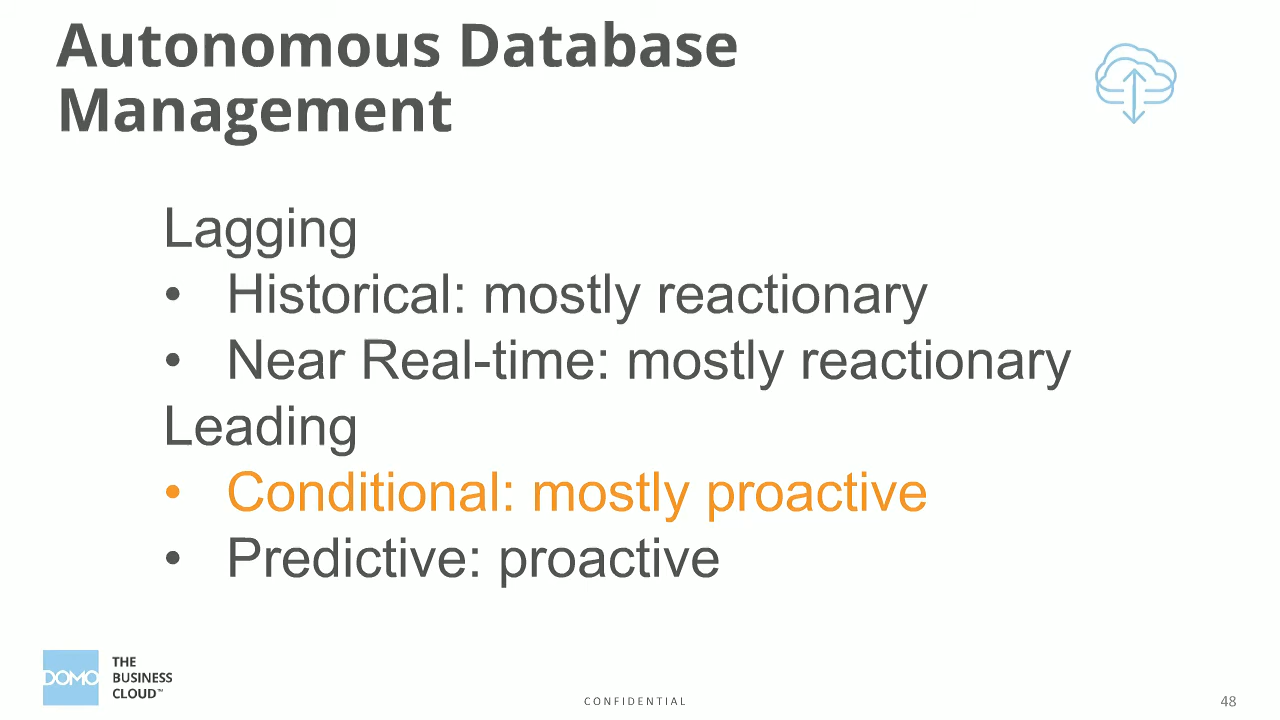 Autonomous Database
Management
Lagging
• Historical: mostly reactionary
• Near Real-time: mostly reactionary
Leading
• Conditional: mostly proactive
• Predictive: proactive
DOMO
THE
BUSINESS
CLOUD™
CONFIDENTIAL
48